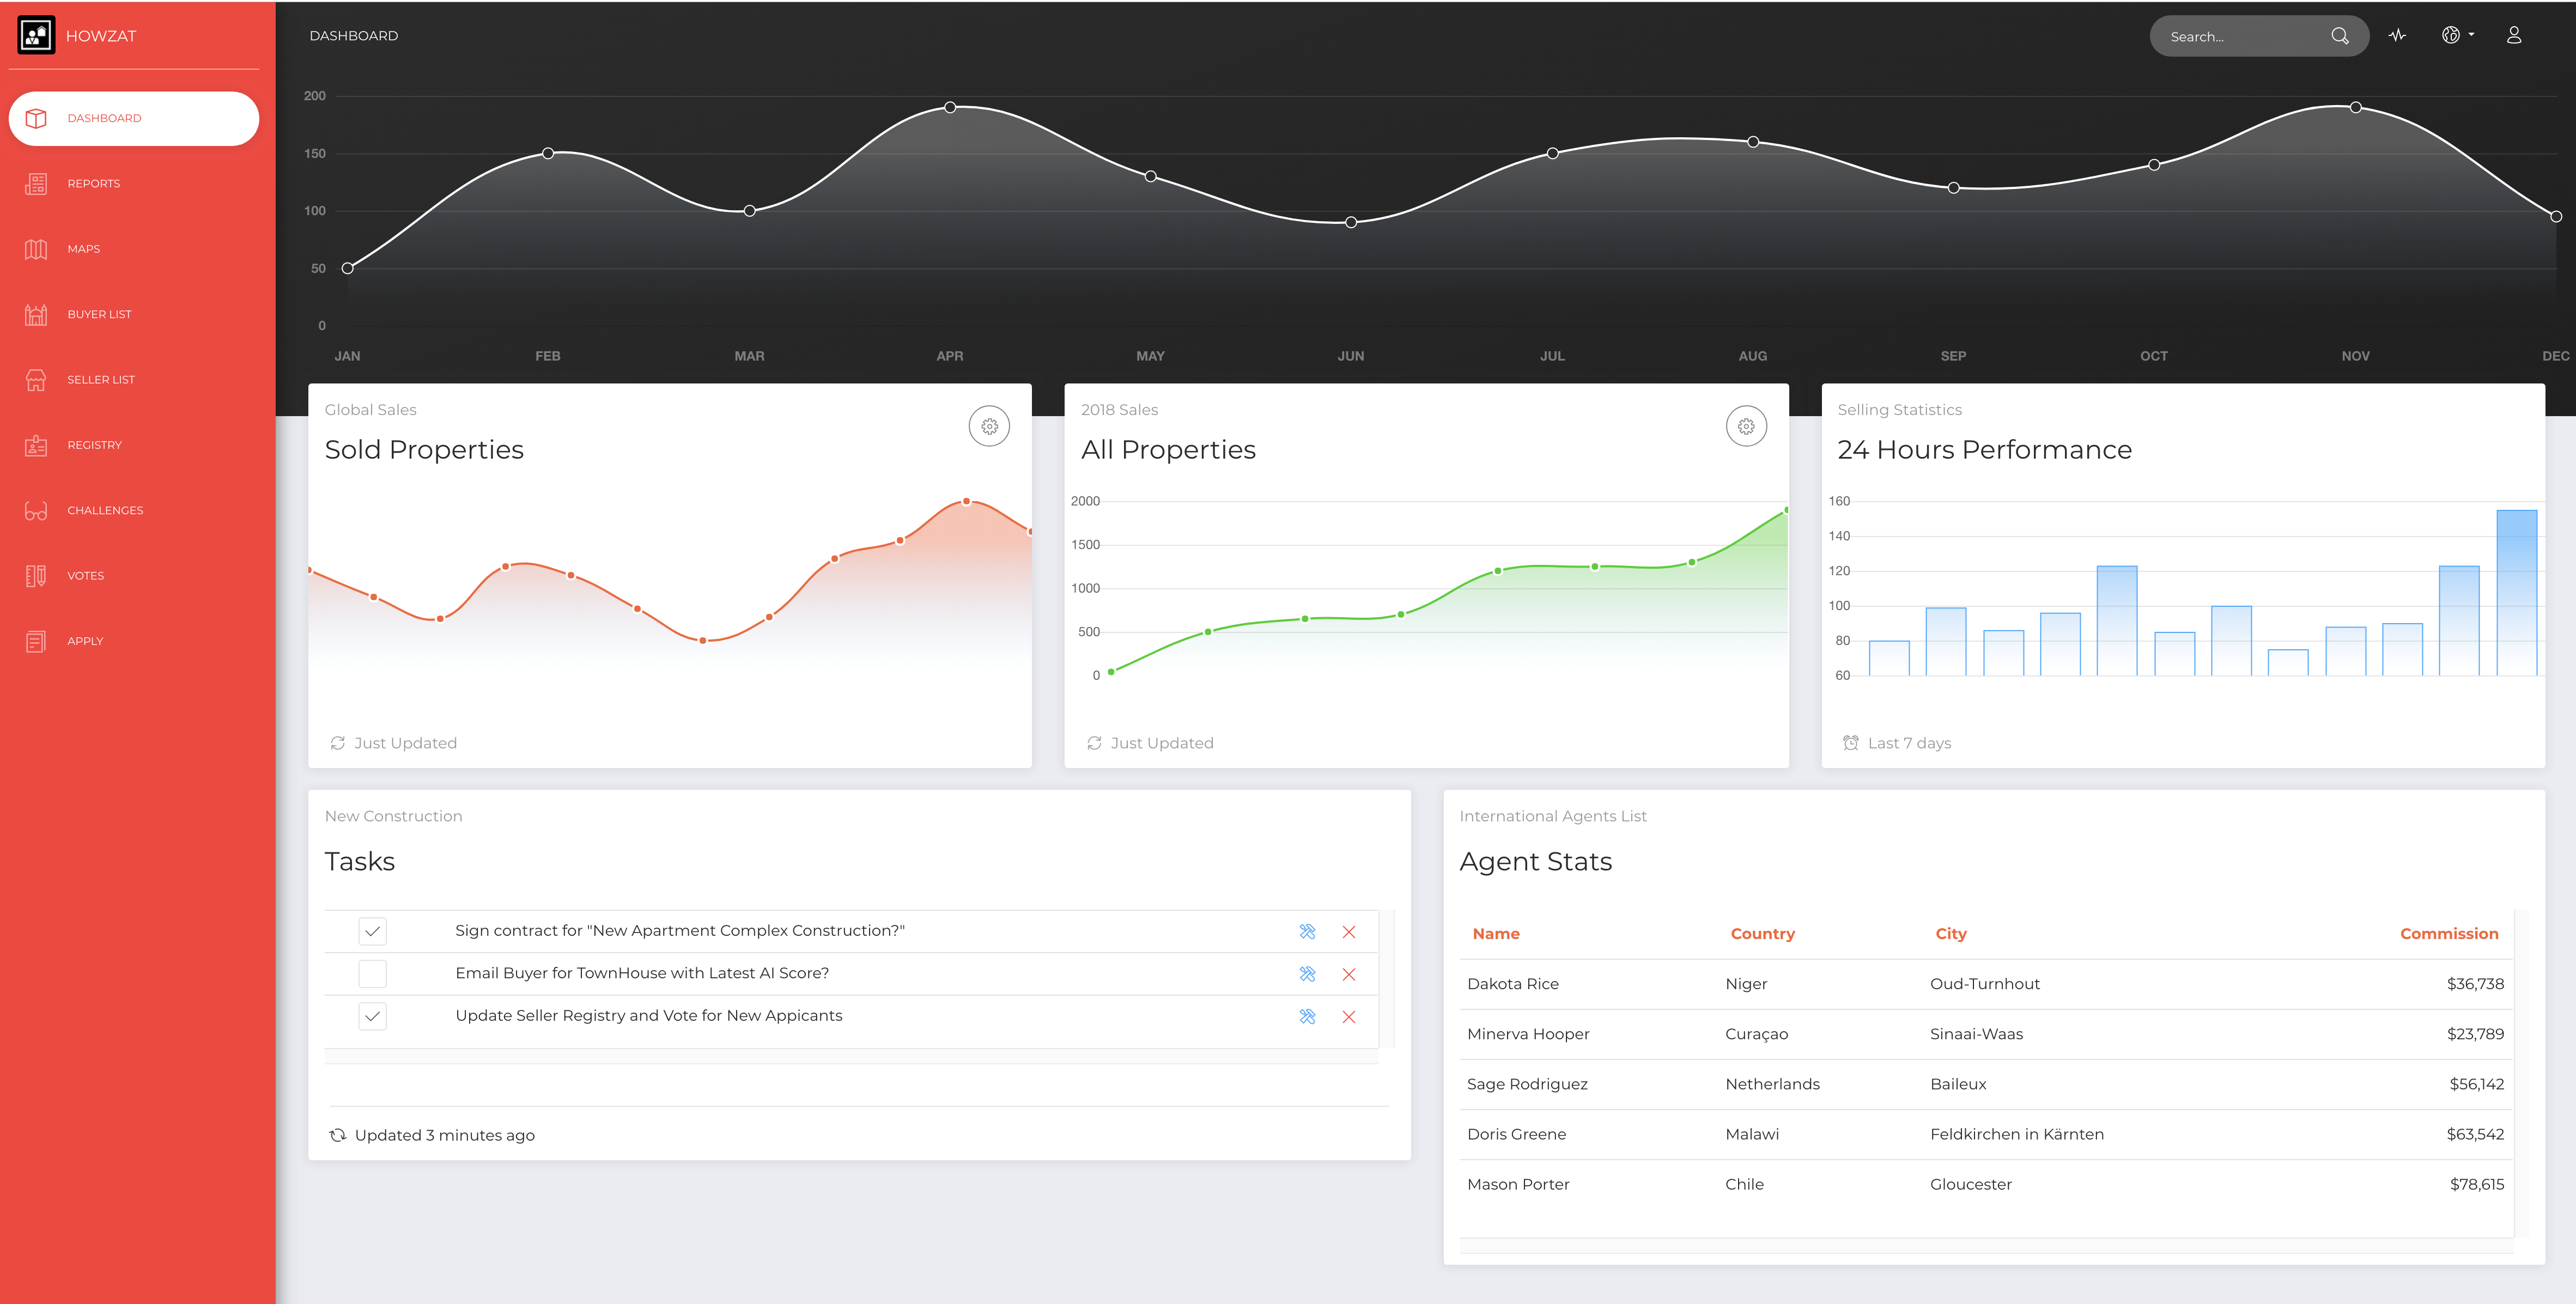 HOWZAT
DASHBOARD
REPORTS
MAPS
BUYER LIST
SELLER LIST
REGISTRY
CHALLENGES
VOTES
APPLY
DASHBOARD
Search...
200
150
100
50
0
JAN FEB MAR APR MAY JUN JUL AUG SEP OCT NOV DEC
Global Sales
Sold Properties
Just Updated
2018 Sales
All Properties
2000
1500
1000
500
0
Just Updated
Selling Statistics
24 Hours Performance
160
140
120
100
80
60
Last 7 days
New Construction
Tasks
Sign contract for "New Apartment Complex Construction?"
Email Buyer for TownHouse with Latest AI Score?
Update Seller Registry and Vote for New Appicants
Updated 3 minutes ago
International Agents List
Agent Stats
Name Country City Commission
Dakota Rice Niger Oud-Turnhout $36,738
Minerva Hooper Curaçao Sinaai-Waas $23,789
Sage Rodriguez Netherlands Baileux $56,142
Doris Greene Malawi Feldkirchen in Kärnten $63,542
Mason Porter Chile Gloucester $78,615